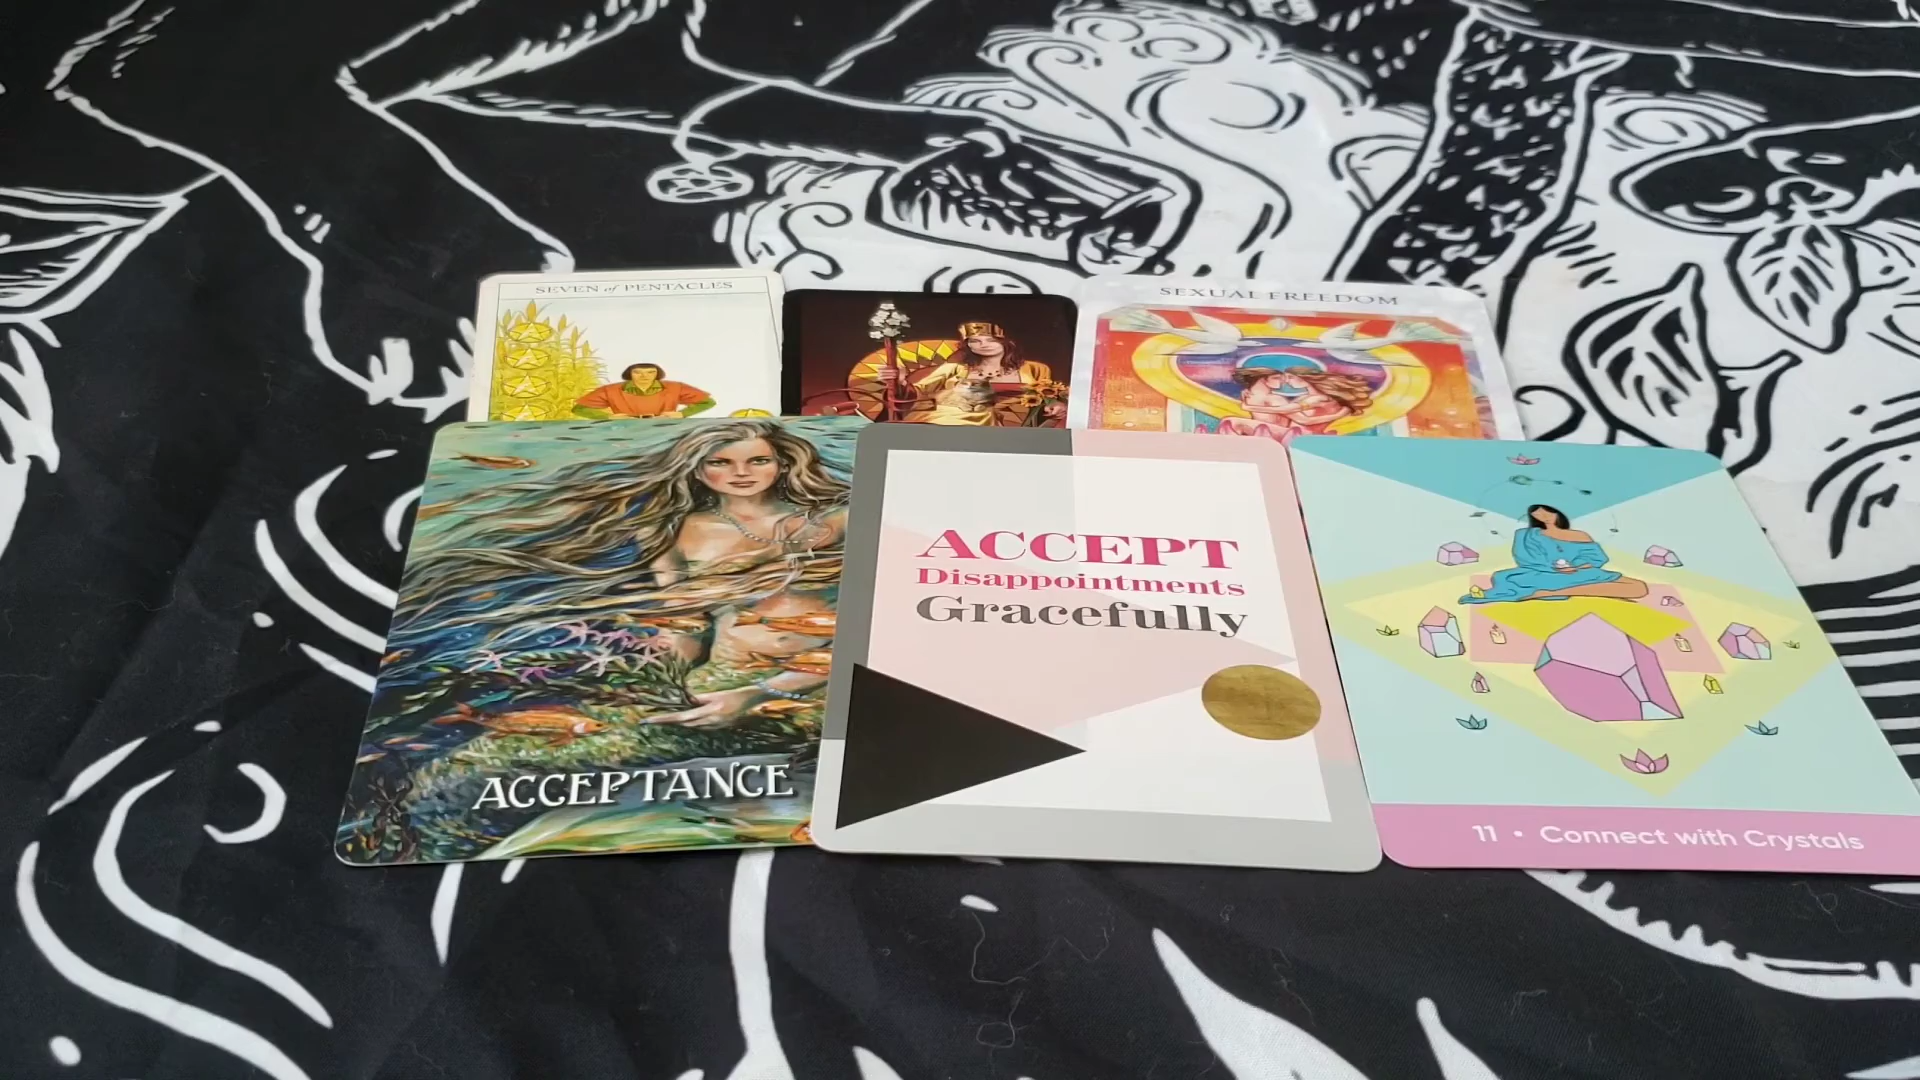 SEVEN of PENTACLES
SEXUAL FREEDOM
ACCEPTANCE
ACCEPT
Disappointments
Gracefully
11 • Connect with Crystals